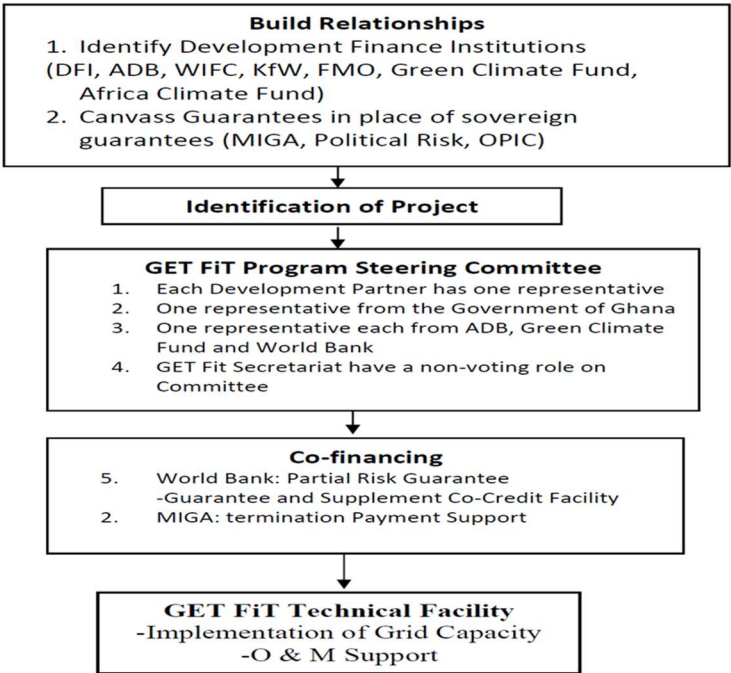 Build Relationships
1. Identify Development Finance Institutions
(DFI, ADB, WIFC, KfW, FMO, Green Climate Fund,
Africa Climate Fund)
2. Canvass Guarantees in place of sovereign
guarantees (MIGA, Political Risk, OPIC)
Identification of Project
GET FiT Program Steering Committee
1. Each Development Partner has one representative
2. One representative from the Government of Ghana
3. One representative each from ADB, Green Climate
Fund and World Bank
4. GET Fit Secretariat have a non-voting role on
Committee
Co-financing
5. World Bank: Partial Risk Guarantee
-Guarantee and Supplement Co-Credit Facility
2. MIGA: termination Payment Support
GET FiT Technical Facility
-Implementation of Grid Capacity
-O & M Support